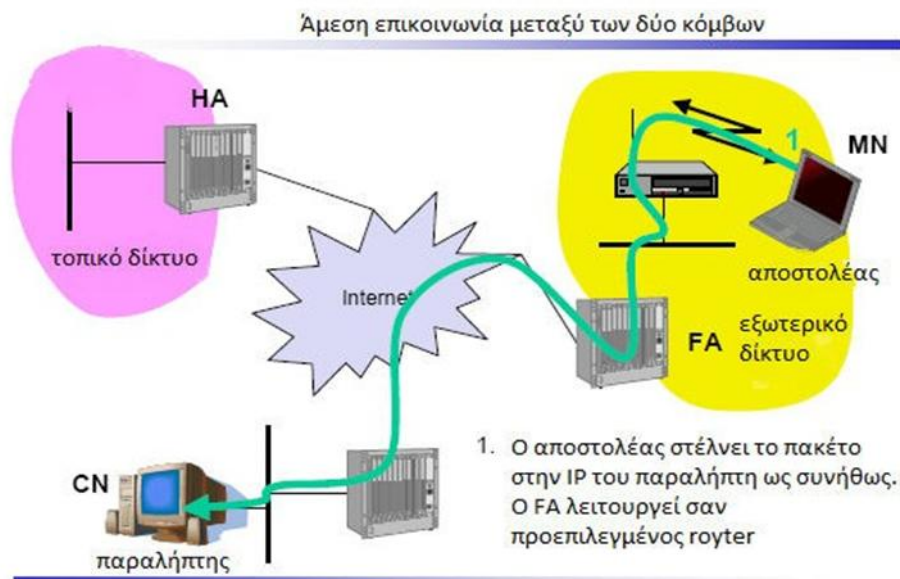 Άμεση επικοινωνία μεταξύ των δύο κόμβων
HA
τοπικό δίκτυο
Internet
1
MN
αποστολέας
FA
εξωτερικό
δίκτυο
CN
παραλήπτης
1. Ο αποστολέας στέλνει το πακέτο
στην IP του παραλήπτη ως συνήθως.
Ο FA λειτουργεί σαν
προεπιλεγμένος royter